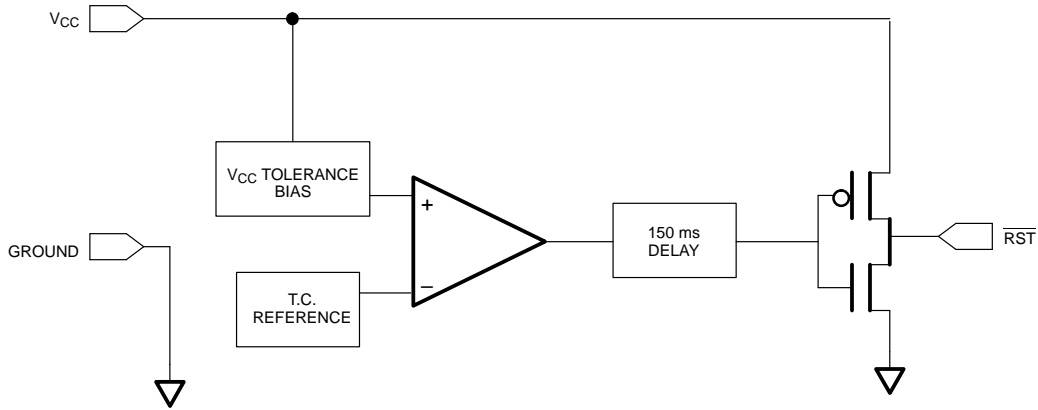 VCC
VCC TOLERANCE
BIAS
+
150 ms
DELAY
RST
GROUND
T.C.
REFERENCE
–